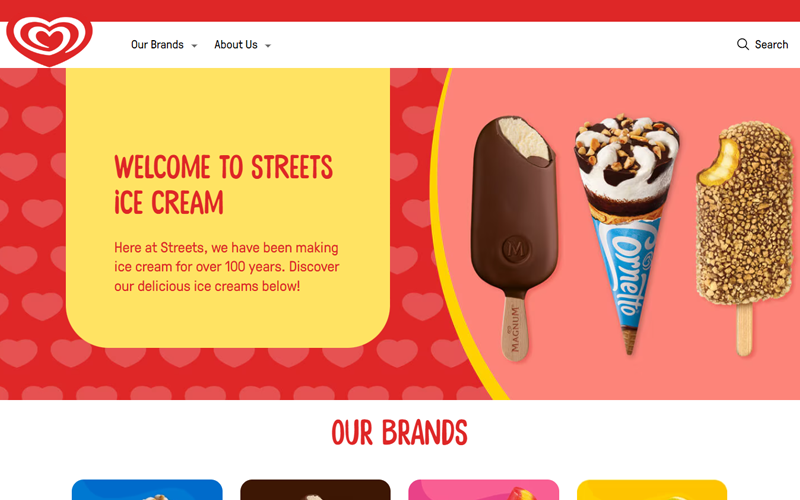 Our Brands
About Us
Search
WELCOME TO STREETS
iCE CREAM
Here at Streets, we have been making
ice cream for over 100 years. Discover
our delicious ice creams below!
M
MAGNUM
Cornetto
OUR BRANDS